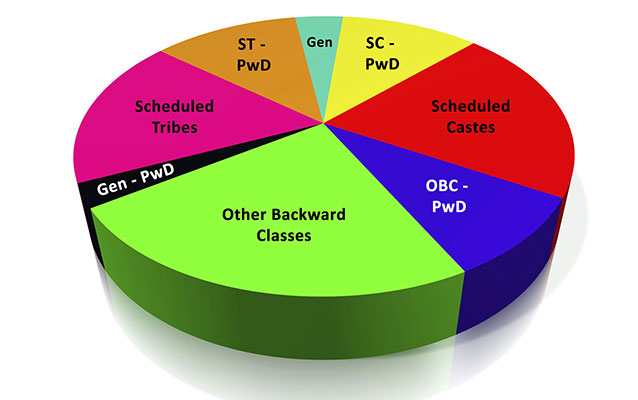 ST -
PwD
Gen
SC -
PwD
Scheduled
Tribes
Scheduled
Castes
Gen - PwD
OBC -
PwD
Other Backward
Classes